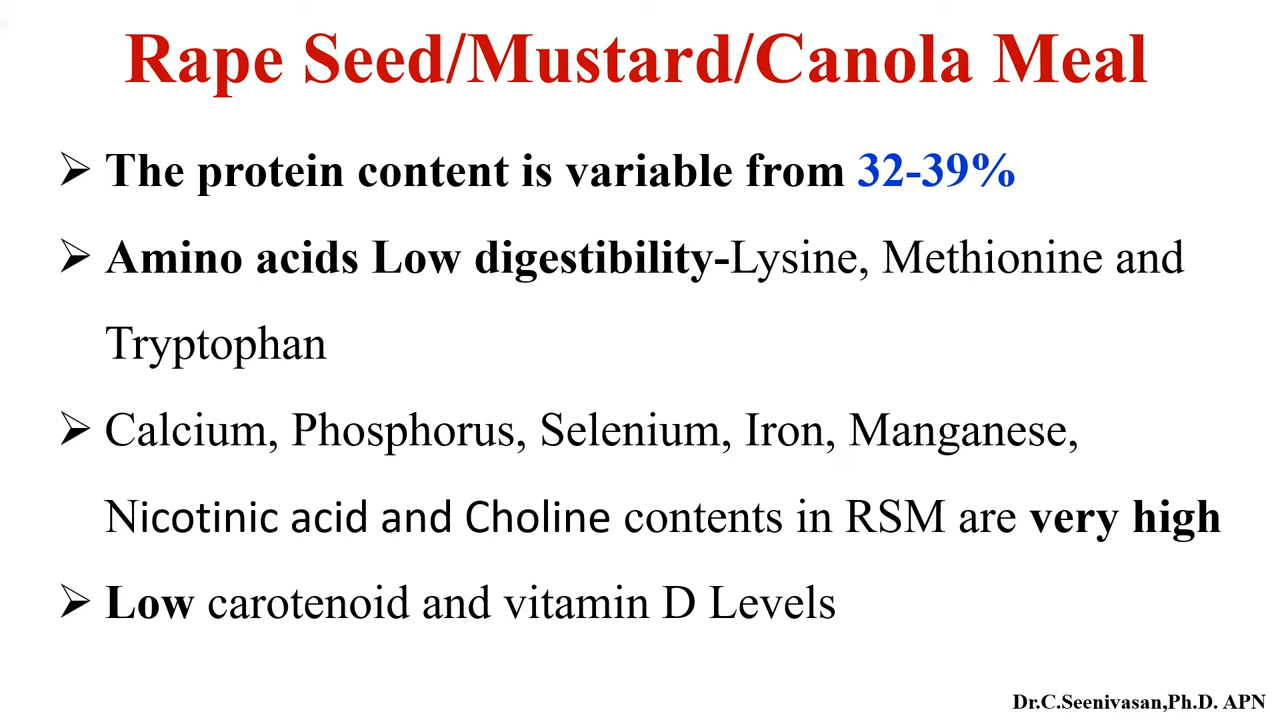 Rape Seed/Mustard/Canola Meal
➢ The protein content is variable from 32-39%
➢ Amino acids Low digestibility-Lysine, Methionine and
Tryptophan
➢ Calcium, Phosphorus, Selenium, Iron, Manganese,
Nicotinic acid and Choline contents in RSM are very high
➢ Low carotenoid and vitamin D Levels
Dr.C.Seenivasan,Ph.D. APN